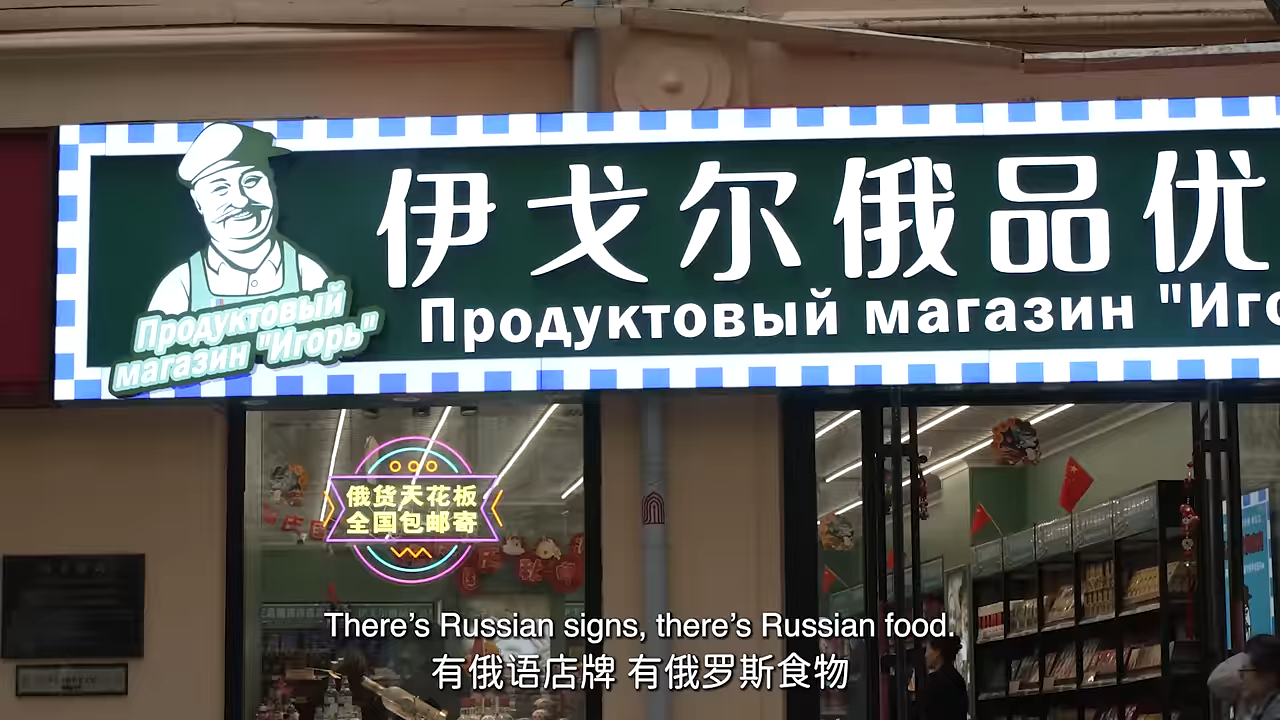 伊戈尔俄品优
Продуктовый магазин "Иго
Продуктовый
магазин "Игорь"
俄货天花板
全国包邮寄
There's Russian signs, there's Russian food.
有俄语店牌 有俄罗斯食物